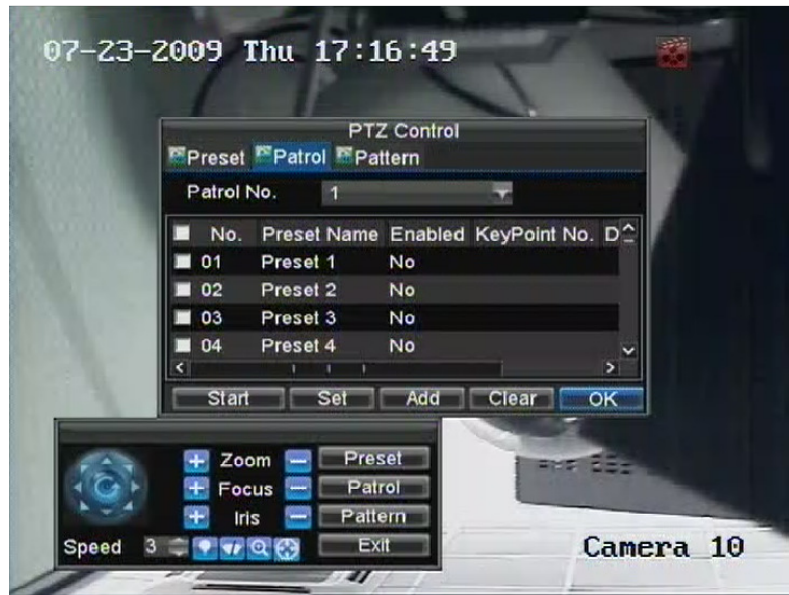 07-23-2009 Thu 17:16:49
PTZ Control
Preset Patrol Pattern
Patrol No. 1
No. Preset Name Enabled KeyPoint No. D
01 Preset 1 No
02 Preset 2 No
03 Preset 3 No
04 Preset 4 No
Start Set Add Clear OK
+ Zoom - Preset
+ Focus - Patrol
+ Iris - Pattern
Speed 3 Exit
Camera 10